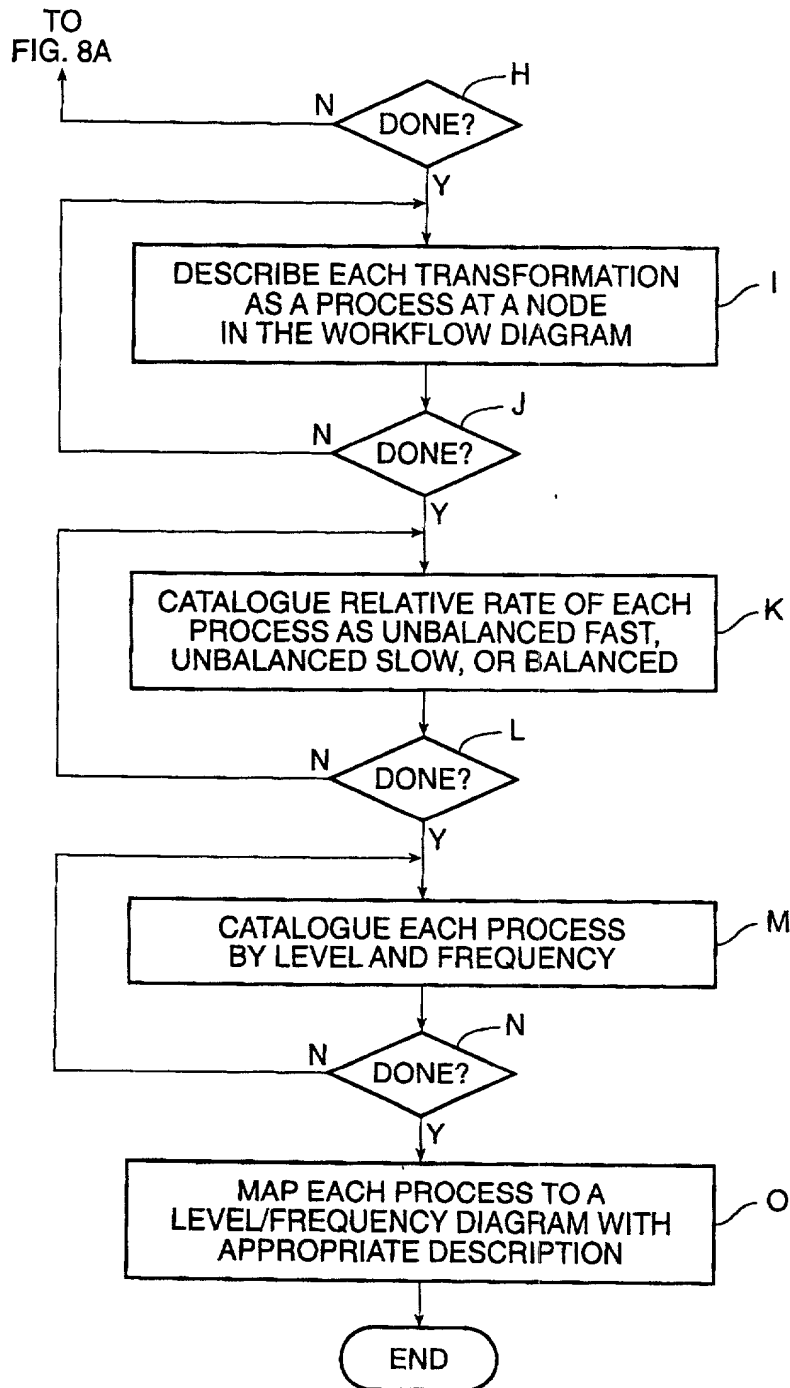 TO
FIG. 8A
H
N
DONE?
Y
DESCRIBE EACH TRANSFORMATION
AS A PROCESS AT A NODE
IN THE WORKFLOW DIAGRAM
I
J
N
DONE?
Y
CATALOGUE RELATIVE RATE OF EACH
PROCESS AS UNBALANCED FAST,
UNBALANCED SLOW, OR BALANCED
K
L
N
DONE?
Y
CATALOGUE EACH PROCESS
BY LEVEL AND FREQUENCY
M
N
N
DONE?
Y
MAP EACH PROCESS TO A
LEVEL/FREQUENCY DIAGRAM WITH
APPROPRIATE DESCRIPTION
O
END